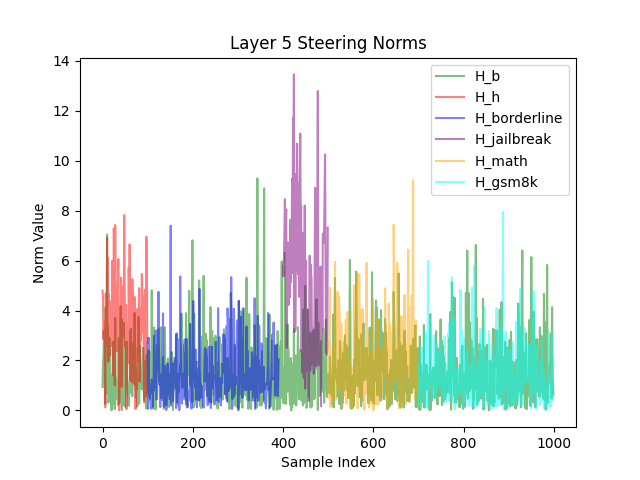 Layer 5 Steering Norms
H_b
H_h
H_borderline
H_jailbreak
H_math
H_gsm8k
Norm Value
14
12
10
8
6
4
2
0
0 200 400 600 800 1000
Sample Index